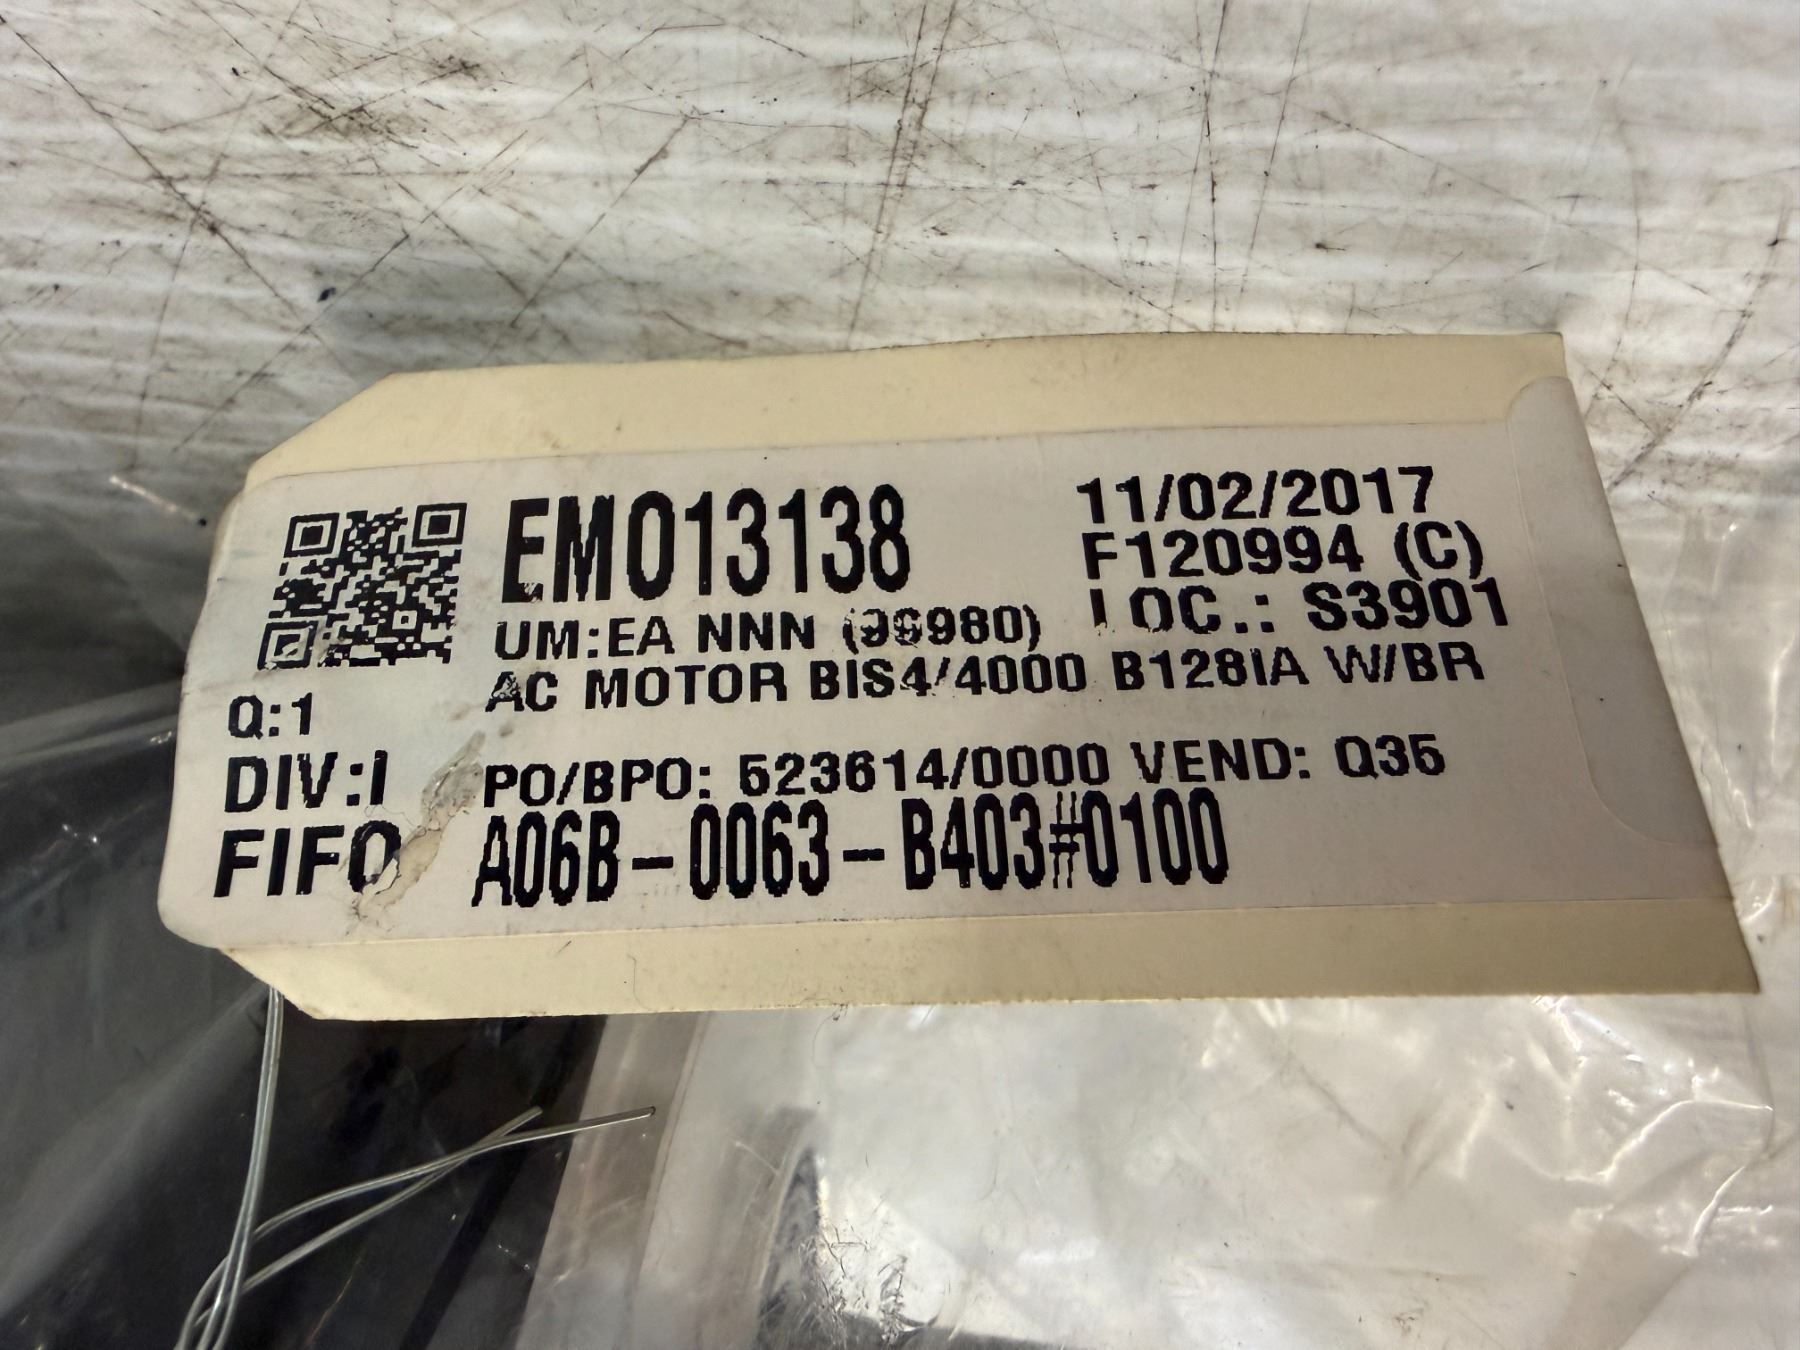 EM013138
11/02/2017
F120994 (C)
UM:EA NNN (99980)
LOC.: S3901
AC MOTOR BIS4/4000 B128IA W/BR
Q:1
DIV:I
PO/BPO: 523614/0000 VEND: Q35
FIFO
A06B-0063-B403#0100